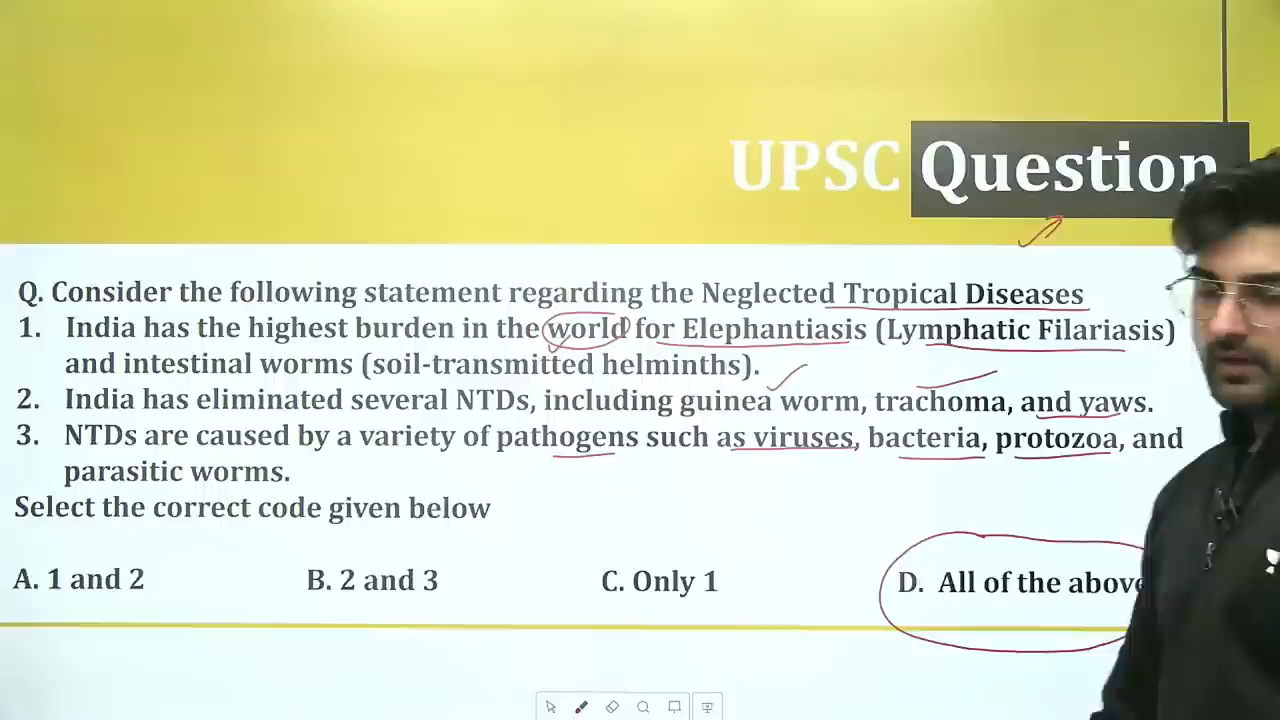 UPSC Question
Q. Consider the following statement regarding the Neglected Tropical Diseases
1. India has the highest burden in the world for Elephantiasis (Lymphatic Filariasis)
and intestinal worms (soil-transmitted helminths).
2. India has eliminated several NTDs, including guinea worm, trachoma, and yaws.
3. NTDs are caused by a variety of pathogens such as viruses, bacteria, protozoa, and
parasitic worms.
Select the correct code given below
A. 1 and 2 B. 2 and 3 C. Only 1 D. All of the above